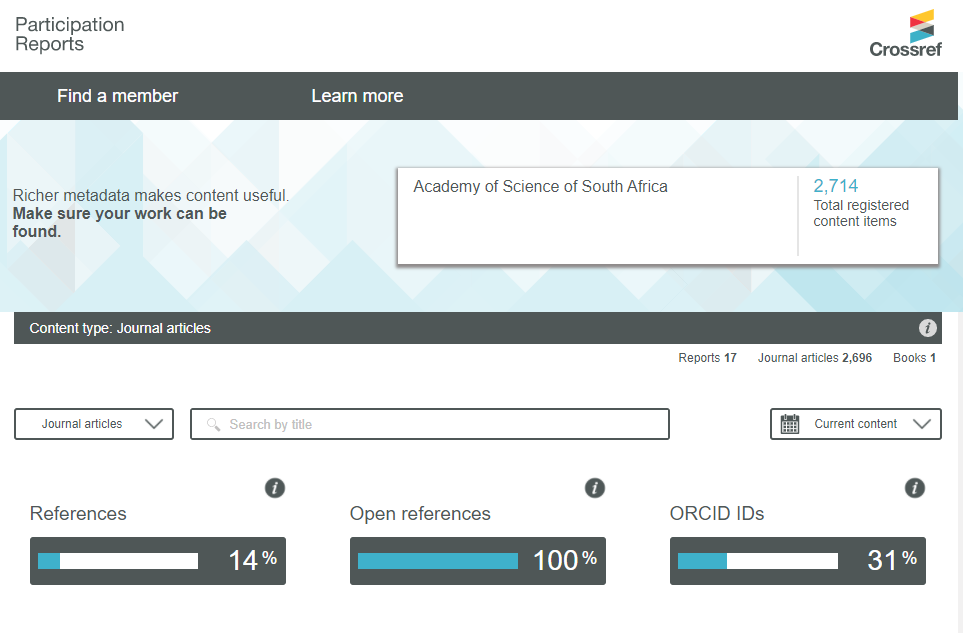 Participation
Reports
Crossref
Find a member
Learn more
Richer metadata makes content useful.
Make sure your work can be
found.
Academy of Science of South Africa
2,714
Total registered
content items
Content type: Journal articles
i
Reports 17
Journal articles 2,696
Books 1
Journal articles
Search by title
Current content
i
i
i
References
Open references
ORCID IDs
14 %
100 %
31 %